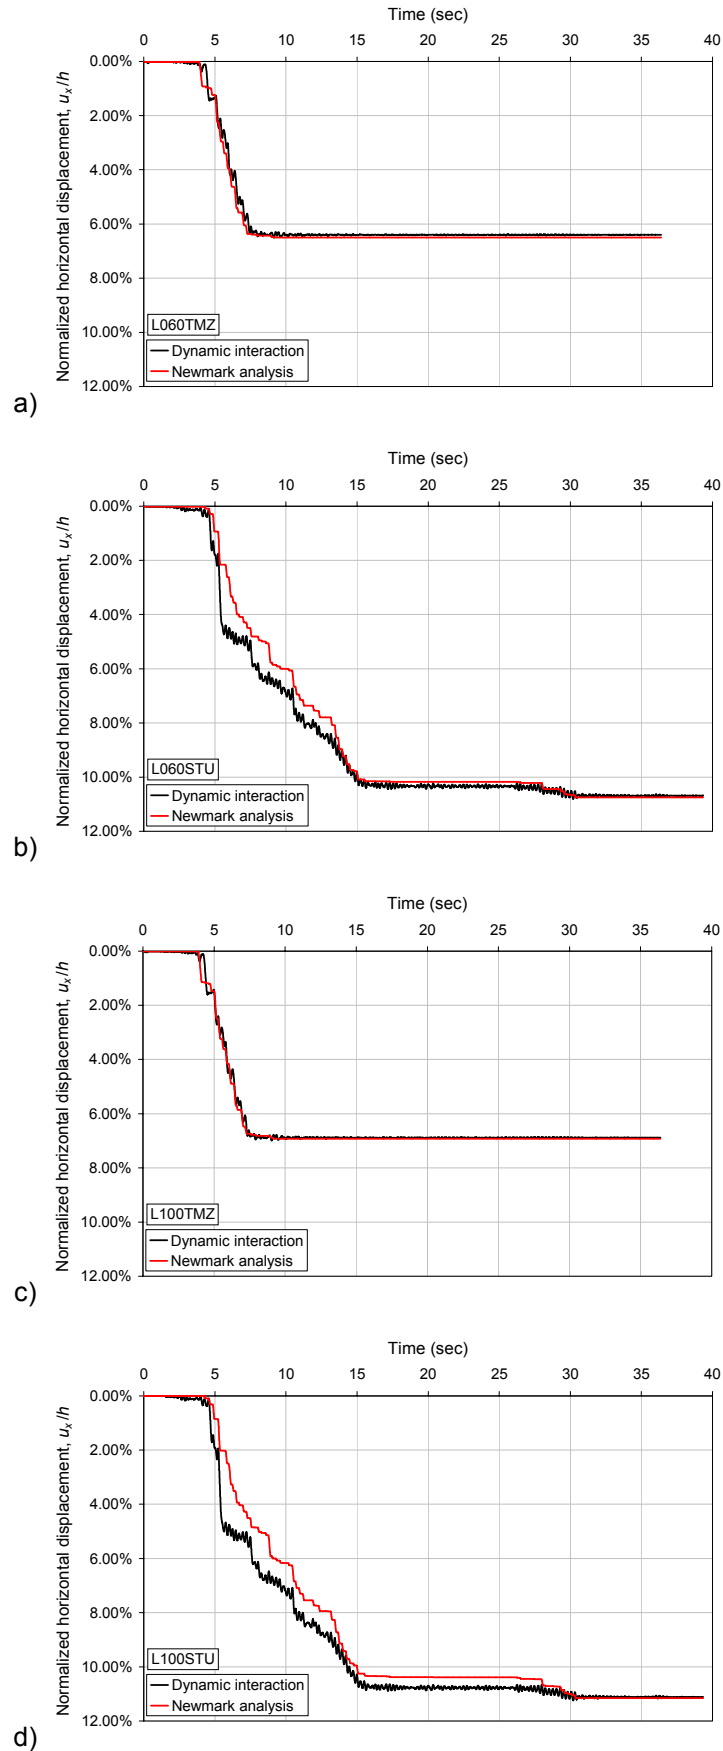 Time (sec)
0 5 10 15 20 25 30 35 40
Normalized horizontal displacement, uₓ/h
0.00%
2.00%
4.00%
6.00%
8.00%
10.00%
12.00%
L060TMZ
Dynamic interaction
Newmark analysis
a)
Time (sec)
0 5 10 15 20 25 30 35 40
Normalized horizontal displacement, uₓ/h
0.00%
2.00%
4.00%
6.00%
8.00%
10.00%
12.00%
L060STU
Dynamic interaction
Newmark analysis
b)
Time (sec)
0 5 10 15 20 25 30 35 40
Normalized horizontal displacement, uₓ/h
0.00%
2.00%
4.00%
6.00%
8.00%
10.00%
12.00%
L100TMZ
Dynamic interaction
Newmark analysis
c)
Time (sec)
0 5 10 15 20 25 30 35 40
Normalized horizontal displacement, uₓ/h
0.00%
2.00%
4.00%
6.00%
8.00%
10.00%
12.00%
L100STU
Dynamic interaction
Newmark analysis
d)